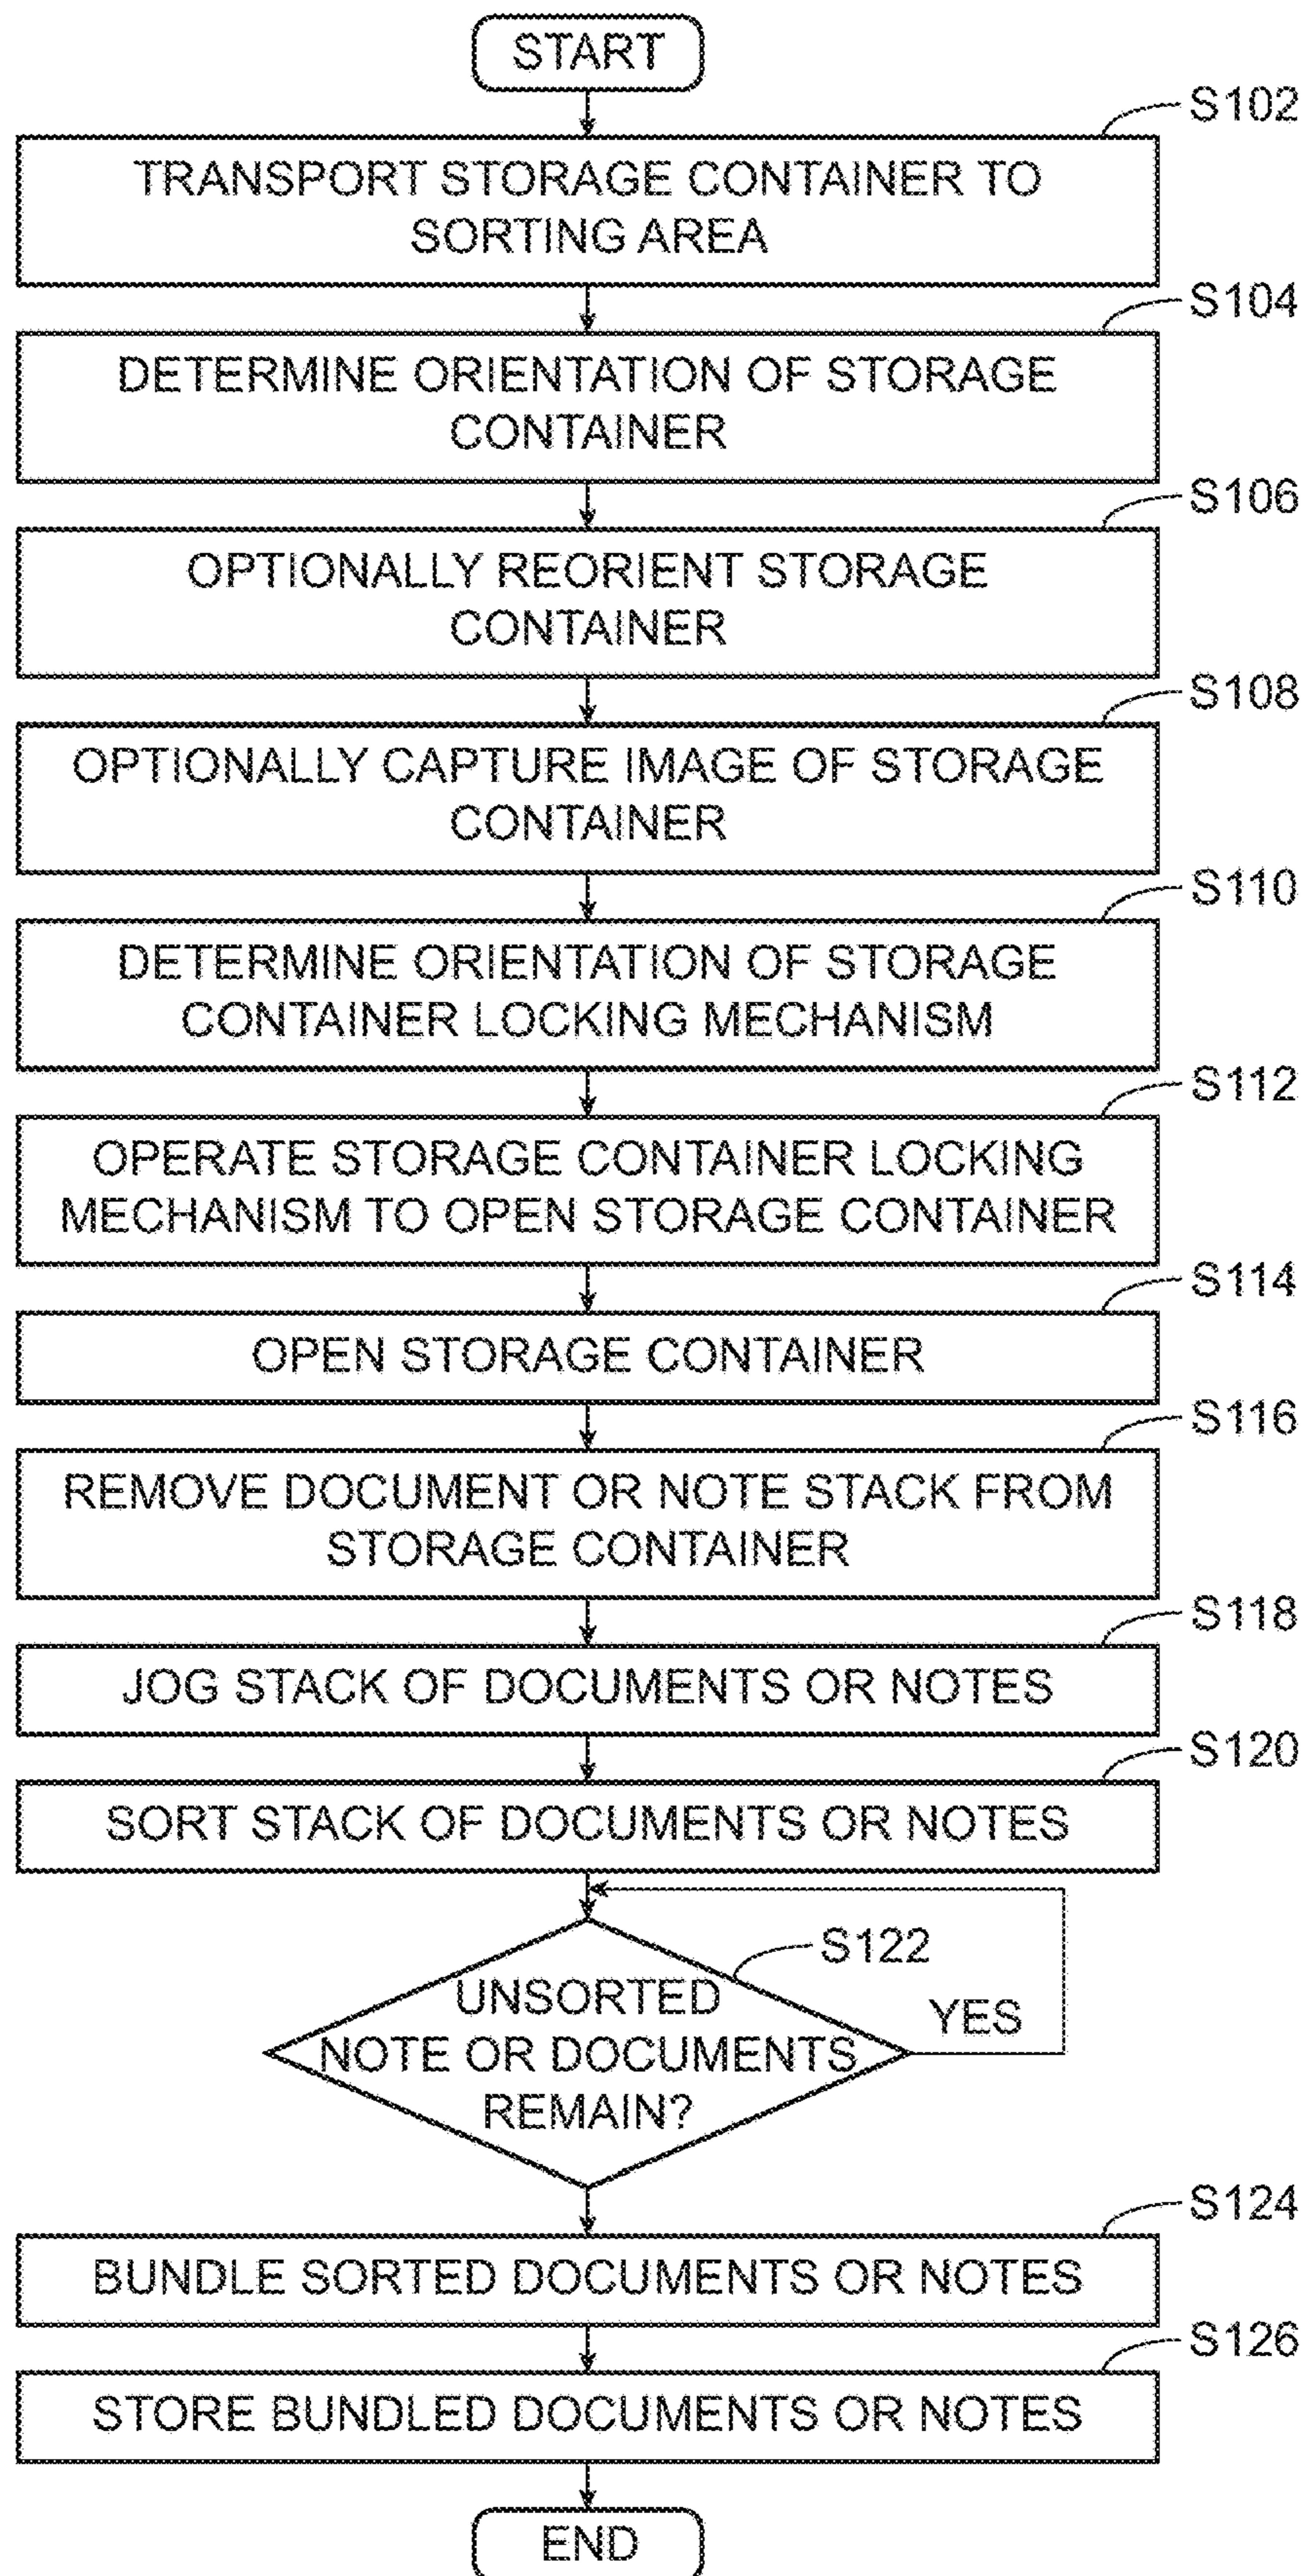 START
S102
TRANSPORT STORAGE CONTAINER TO
SORTING AREA
S104
DETERMINE ORIENTATION OF STORAGE
CONTAINER
S106
OPTIONALLY REORIENT STORAGE
CONTAINER
S108
OPTIONALLY CAPTURE IMAGE OF STORAGE
CONTAINER
S110
DETERMINE ORIENTATION OF STORAGE
CONTAINER LOCKING MECHANISM
S112
OPERATE STORAGE CONTAINER LOCKING
MECHANISM TO OPEN STORAGE CONTAINER
S114
OPEN STORAGE CONTAINER
S116
REMOVE DOCUMENT OR NOTE STACK FROM
STORAGE CONTAINER
S118
JOG STACK OF DOCUMENTS OR NOTES
S120
SORT STACK OF DOCUMENTS OR NOTES
S122
UNSORTED
NOTE OR DOCUMENTS
REMAIN?
YES
S124
BUNDLE SORTED DOCUMENTS OR NOTES
S126
STORE BUNDLED DOCUMENTS OR NOTES
END